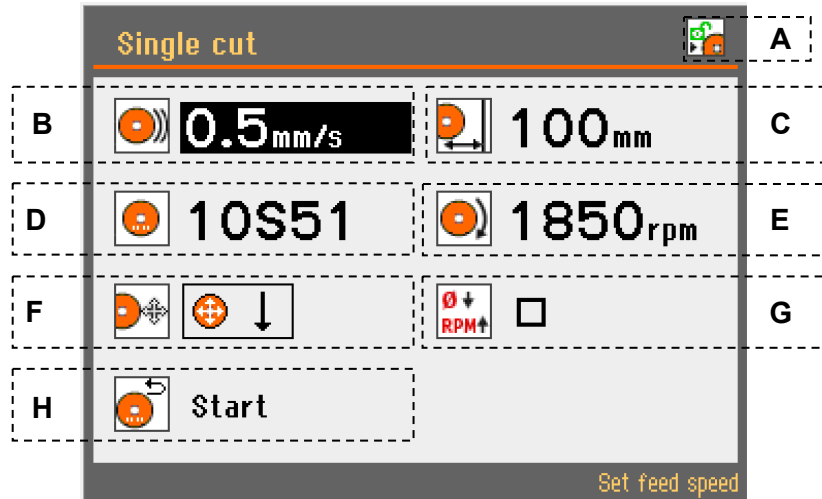 Single cut
A
B
0.5mm/s
100mm
C
D
10S51
1850rpm
E
F
Ø
RPM
G
H
Start
Set feed speed